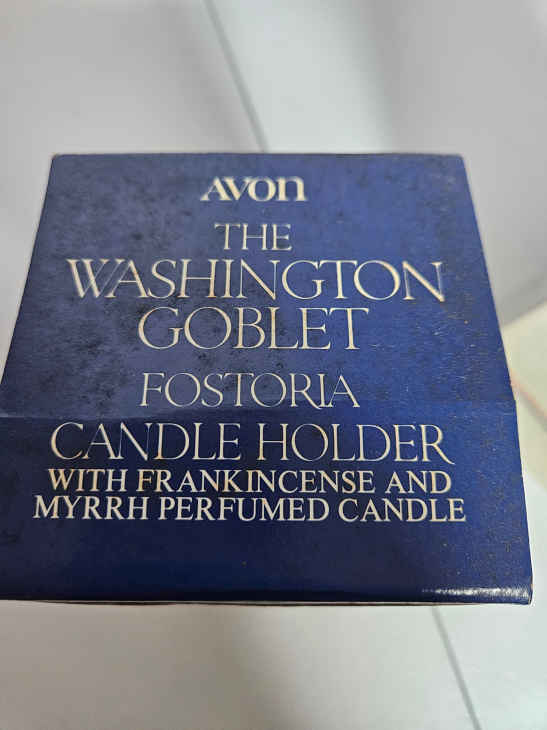 AVON
THE
WASHINGTON
GOBLET
FOSTORIA
CANDLE HOLDER
WITH FRANKINCENSE AND
MYRRH PERFUMED CANDLE